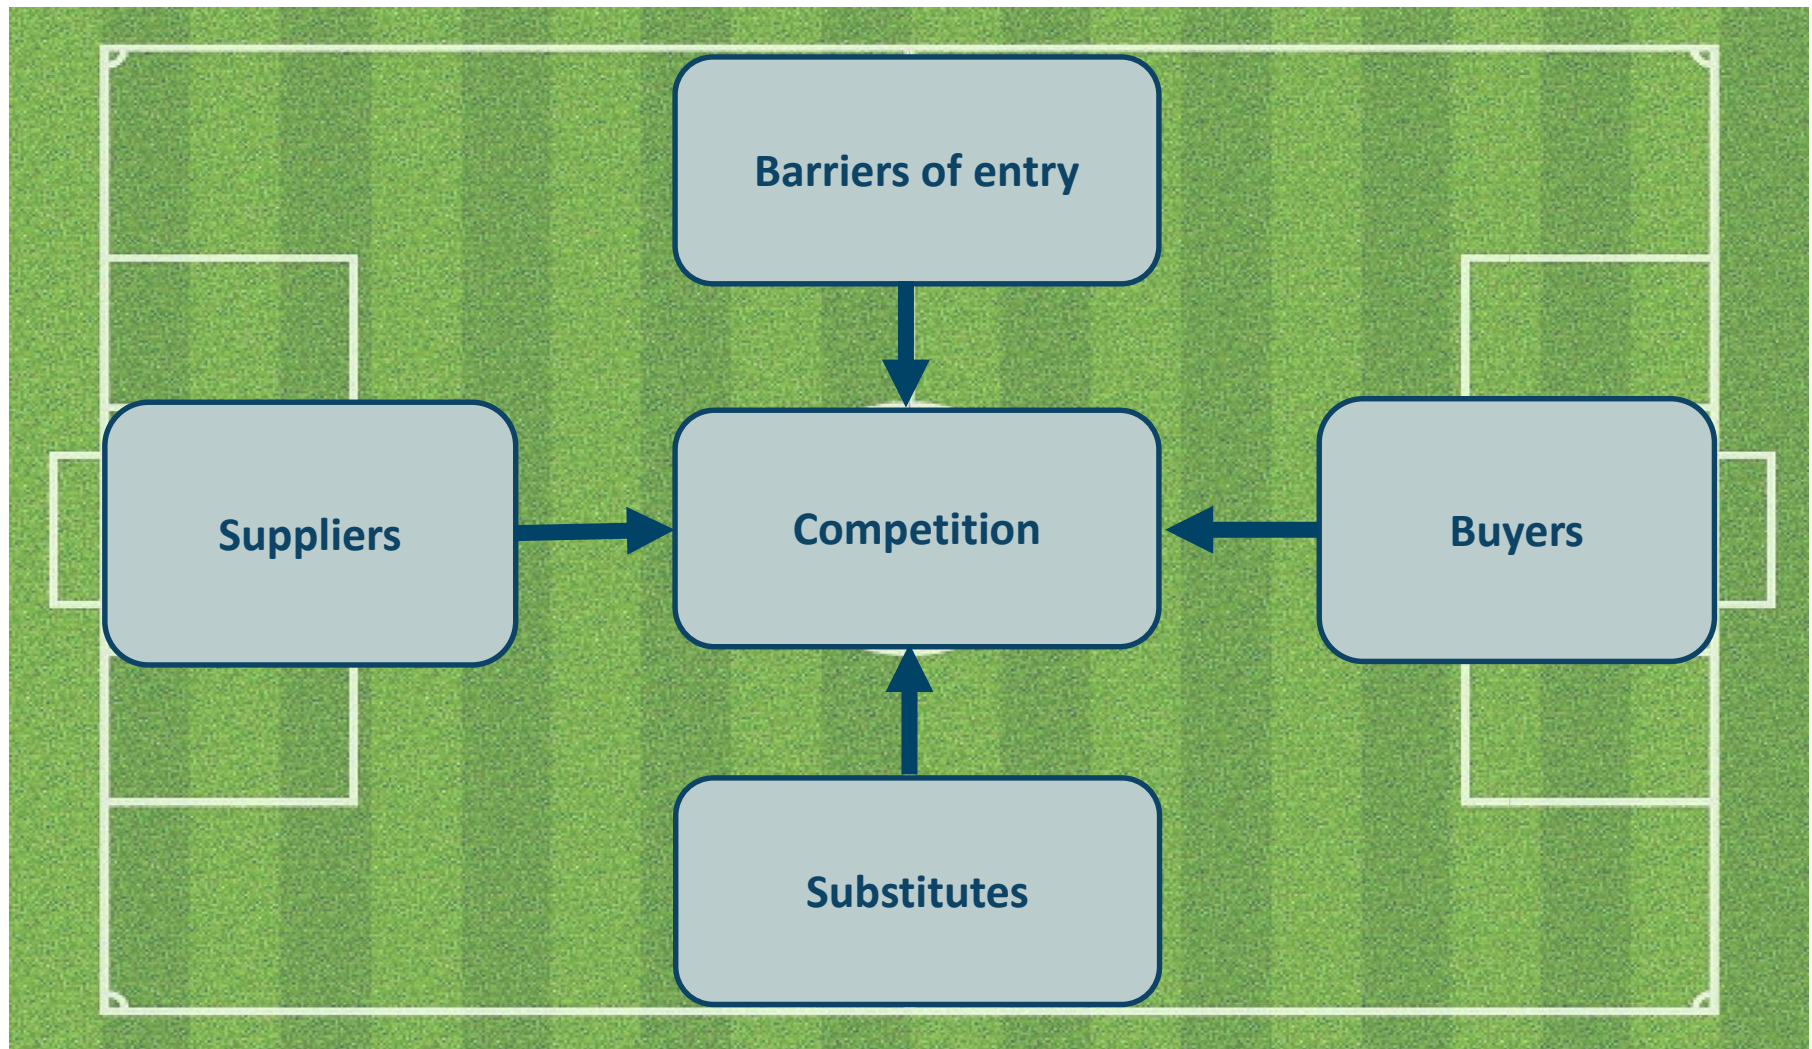 Barriers of entry
Suppliers
Competition
Buyers
Substitutes